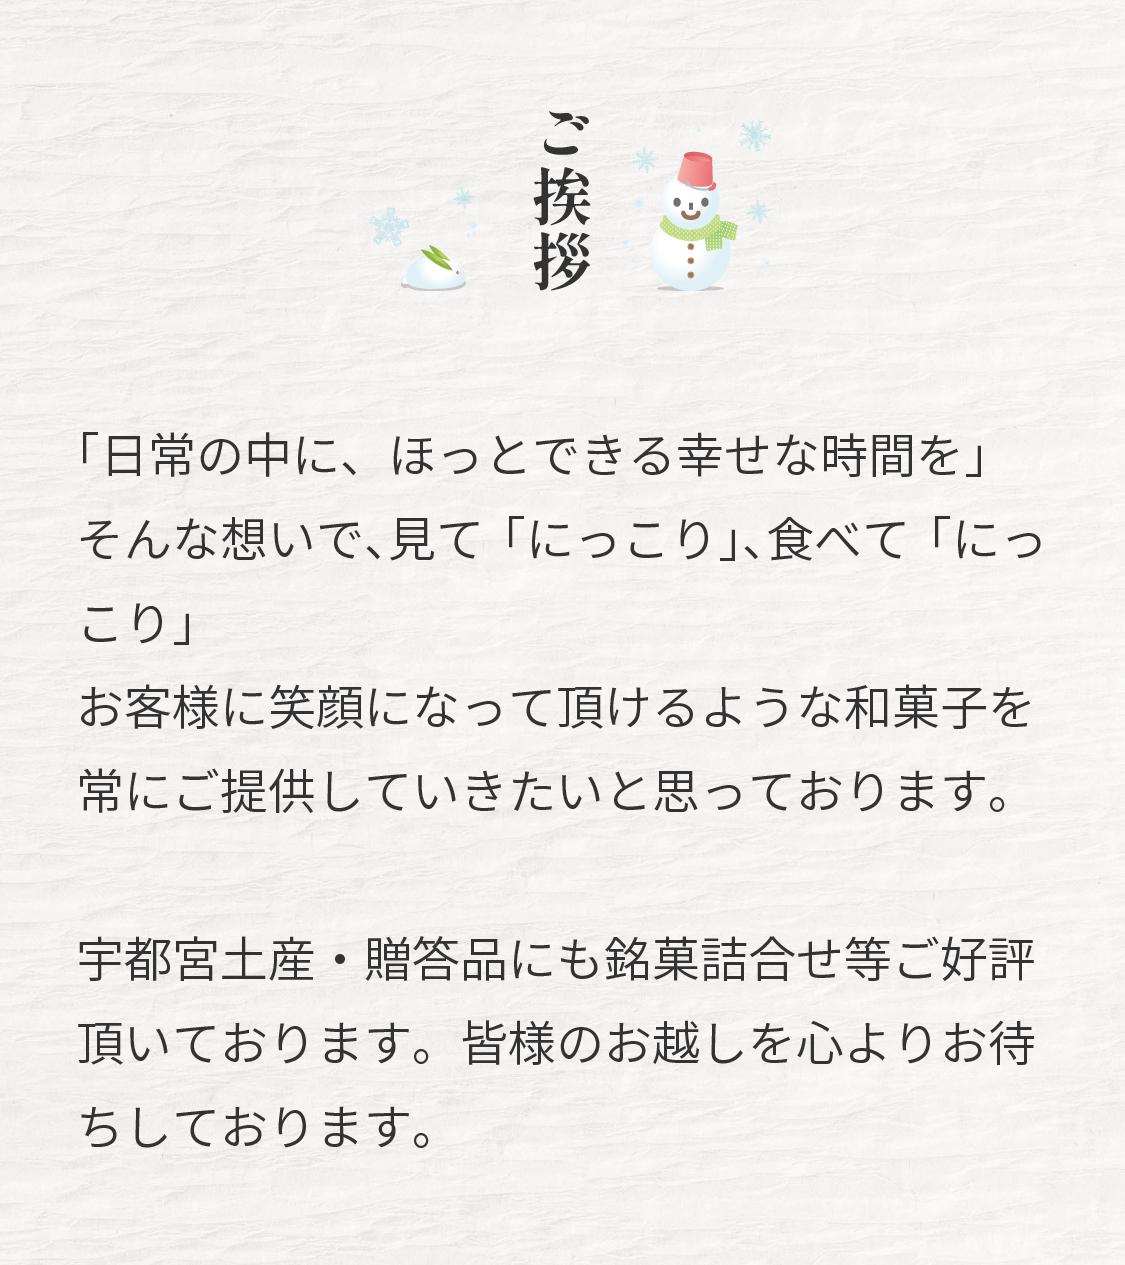 ご挨拶
「日常の中に、ほっとできる幸せな時間を」
そんな想いで、見て「にっこり」、食べて「にっ
こり」
お客様に笑顔になって頂けるような和菓子を
常にご提供していきたいと思っております。
宇都宮土産・贈答品にも銘菓詰合せ等ご好評
頂いております。皆様のお越しを心よりお待
ちしております。